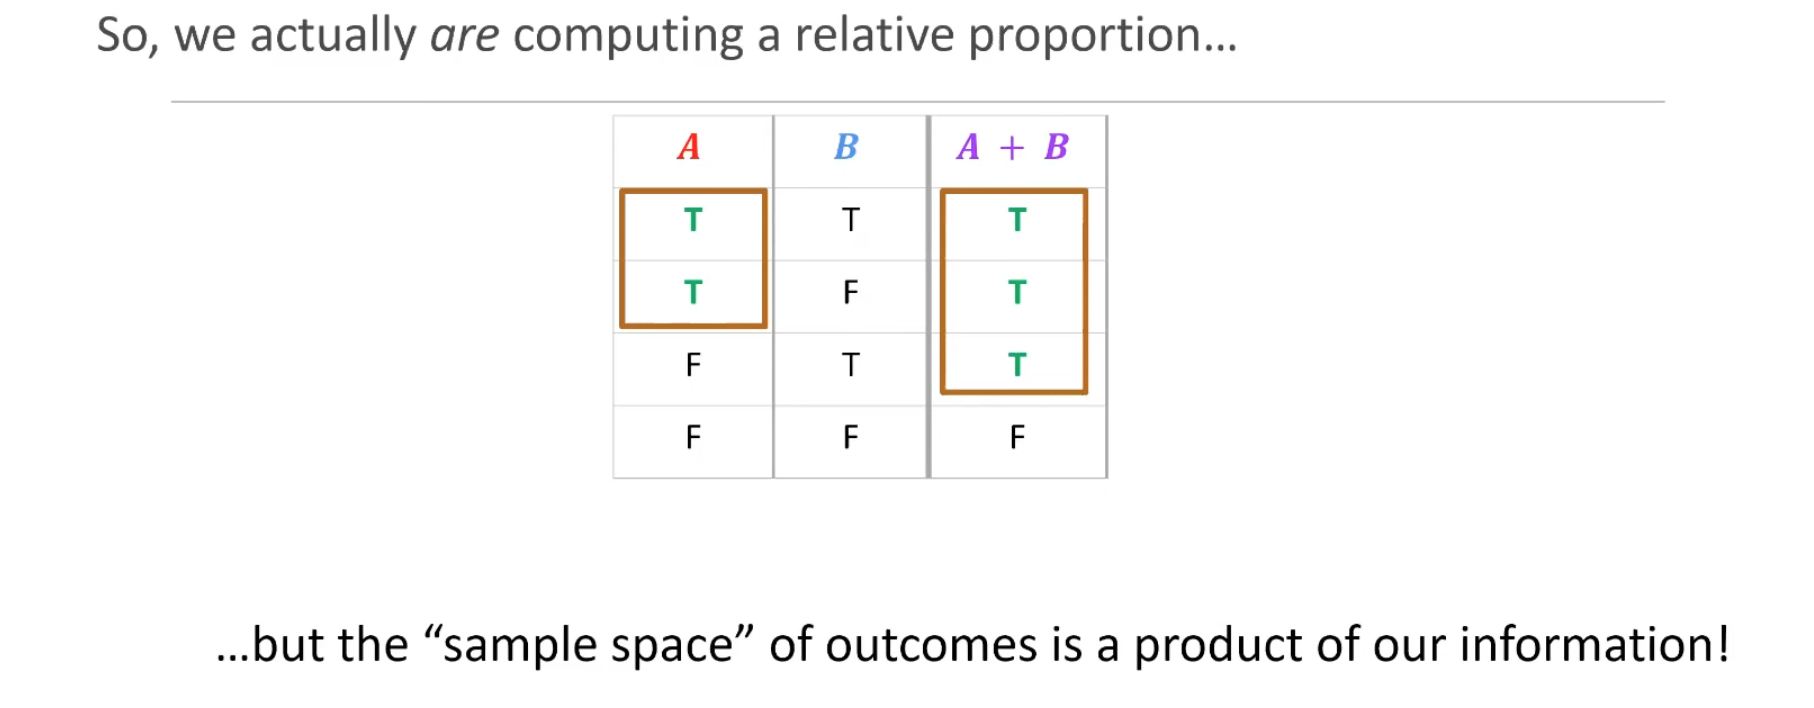 So, we actually are computing a relative proportion...
A B A + B
T T T
T F T
F T T
F F F
...but the “sample space” of outcomes is a product of our information!